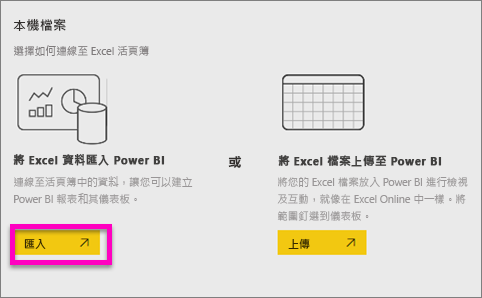 本機檔案
選擇如何連線至 Excel 活頁簿
將 Excel 資料匯入 Power BI
連線至活頁簿中的資料，讓您可以建立
Power BI 報表和其儀表板。
匯入
或
將 Excel 檔案上傳至 Power BI
將您的 Excel 檔案放入 Power BI 進行檢視
及互動，就像在 Excel Online 中一樣。將
範圍釘選到儀表板。
上傳